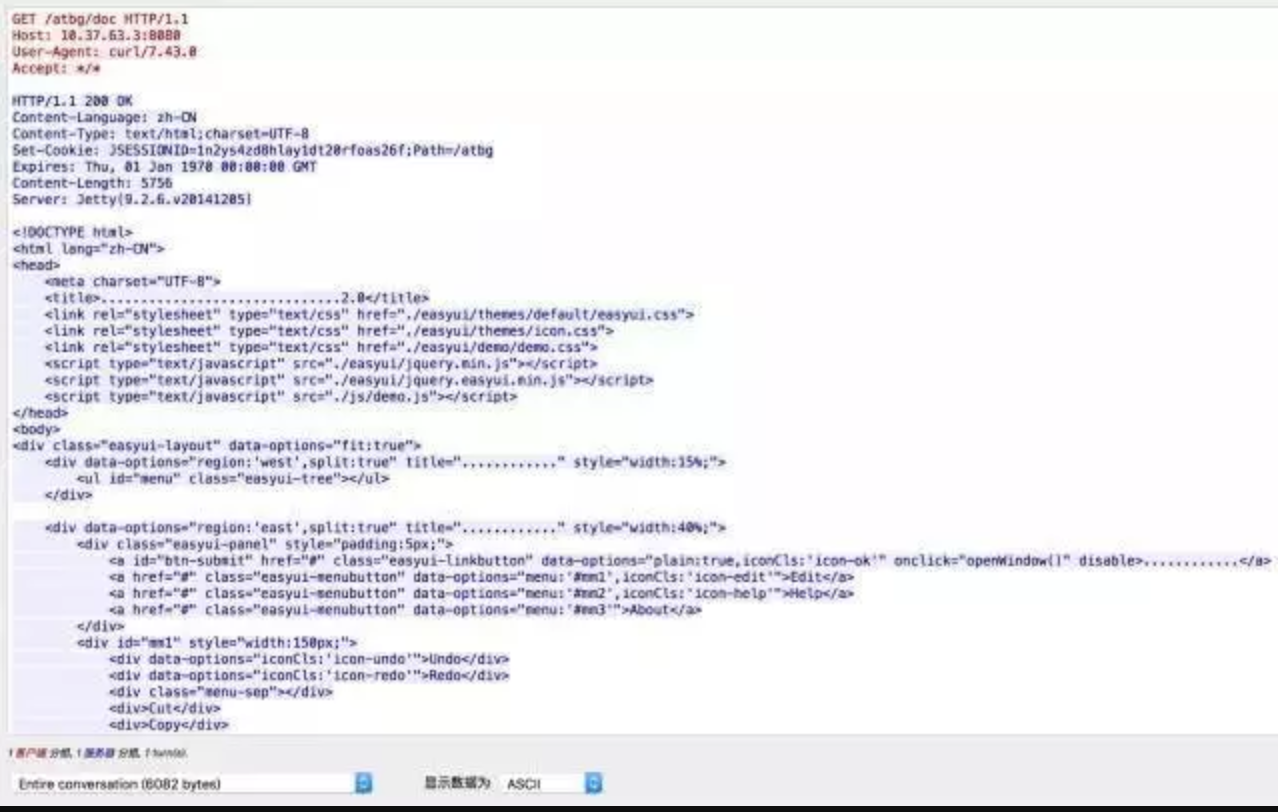 GET /atbg/doc HTTP/1.1
Host: 10.37.63.3:8080
User-Agent: curl/7.43.0
Accept: */*
HTTP/1.1 200 OK
Content-Language: zh-CN
Content-Type: text/html;charset=UTF-8
Set-Cookie: JSESSIONID=1n2ys4zd8hlay1dt20rfoas26f;Path=/atbg
Expires: Thu, 01 Jan 1970 00:00:00 GMT
Content-Length: 5756
Server: Jetty(9.2.6.v20141205)
<!DOCTYPE html>
<html lang="zh-CN">
<head>
    <meta charset="UTF-8">
    <title>..............................2.0</title>
    <link rel="stylesheet" type="text/css" href="./easyui/themes/default/easyui.css">
    <link rel="stylesheet" type="text/css" href="./easyui/themes/icon.css">
    <link rel="stylesheet" type="text/css" href="./easyui/demo/demo.css">
    <script type="text/javascript" src="./easyui/jquery.min.js"></script>
    <script type="text/javascript" src="./easyui/jquery.easyui.min.js"></script>
    <script type="text/javascript" src="./js/demo.js"></script>
</head>
<body>
<div class="easyui-layout" data-options="fit:true">
    <div data-options="region:'west',split:true" title="............" style="width:15%;">
        <ul id="menu" class="easyui-tree"></ul>
    </div>
    <div data-options="region:'east',split:true" title="............" style="width:40%;">
        <div class="easyui-panel" style="padding:5px;">
            <a id="btn-submit" href="#" class="easyui-linkbutton" data-options="plain:true,iconCls:'icon-ok'" onclick="openWindow()" disable>............</a>
            <a href="#" class="easyui-menubutton" data-options="menu:'#mm1',iconCls:'icon-edit'">Edit</a>
            <a href="#" class="easyui-menubutton" data-options="menu:'#mm2',iconCls:'icon-help'">Help</a>
            <a href="#" class="easyui-menubutton" data-options="menu:'#mm3'">About</a>
        </div>
        <div id="mm1" style="width:150px;">
            <div data-options="iconCls:'icon-undo'">Undo</div>
            <div data-options="iconCls:'icon-redo'">Redo</div>
            <div class="menu-sep"></div>
            <div>Cut</div>
            <div>Copy</div>
1 客户端 分组, 1 服务器 分组, 1 turn(s).
Entire conversation (6082 bytes) 显示数据为 ASCII